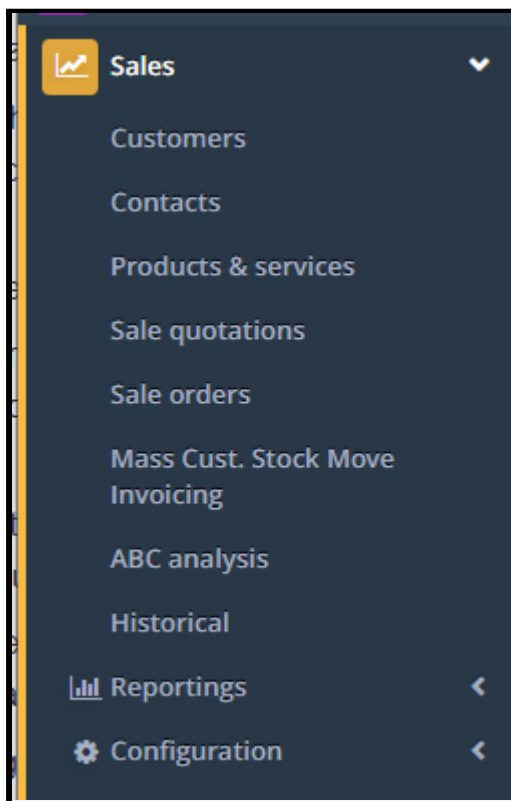 Sales
Customers
Contacts
Products & services
Sale quotations
Sale orders
Mass Cust. Stock Move
Invoicing
ABC analysis
Historical
Reportings
Configuration